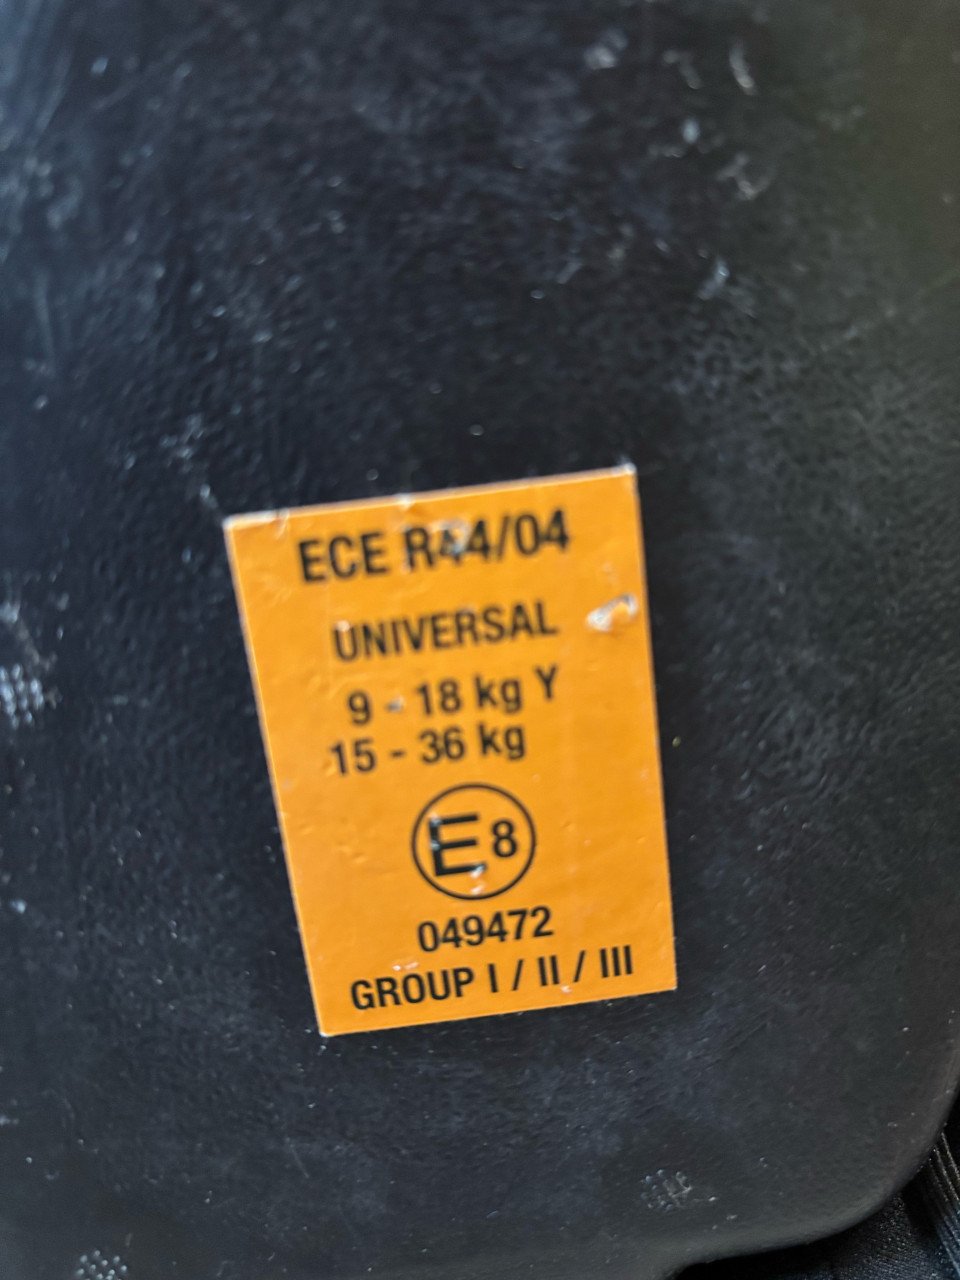 ECE R44/04
UNIVERSAL
9 - 18 kg Y
15 - 36 kg
E8
049472
GROUP I / II / III